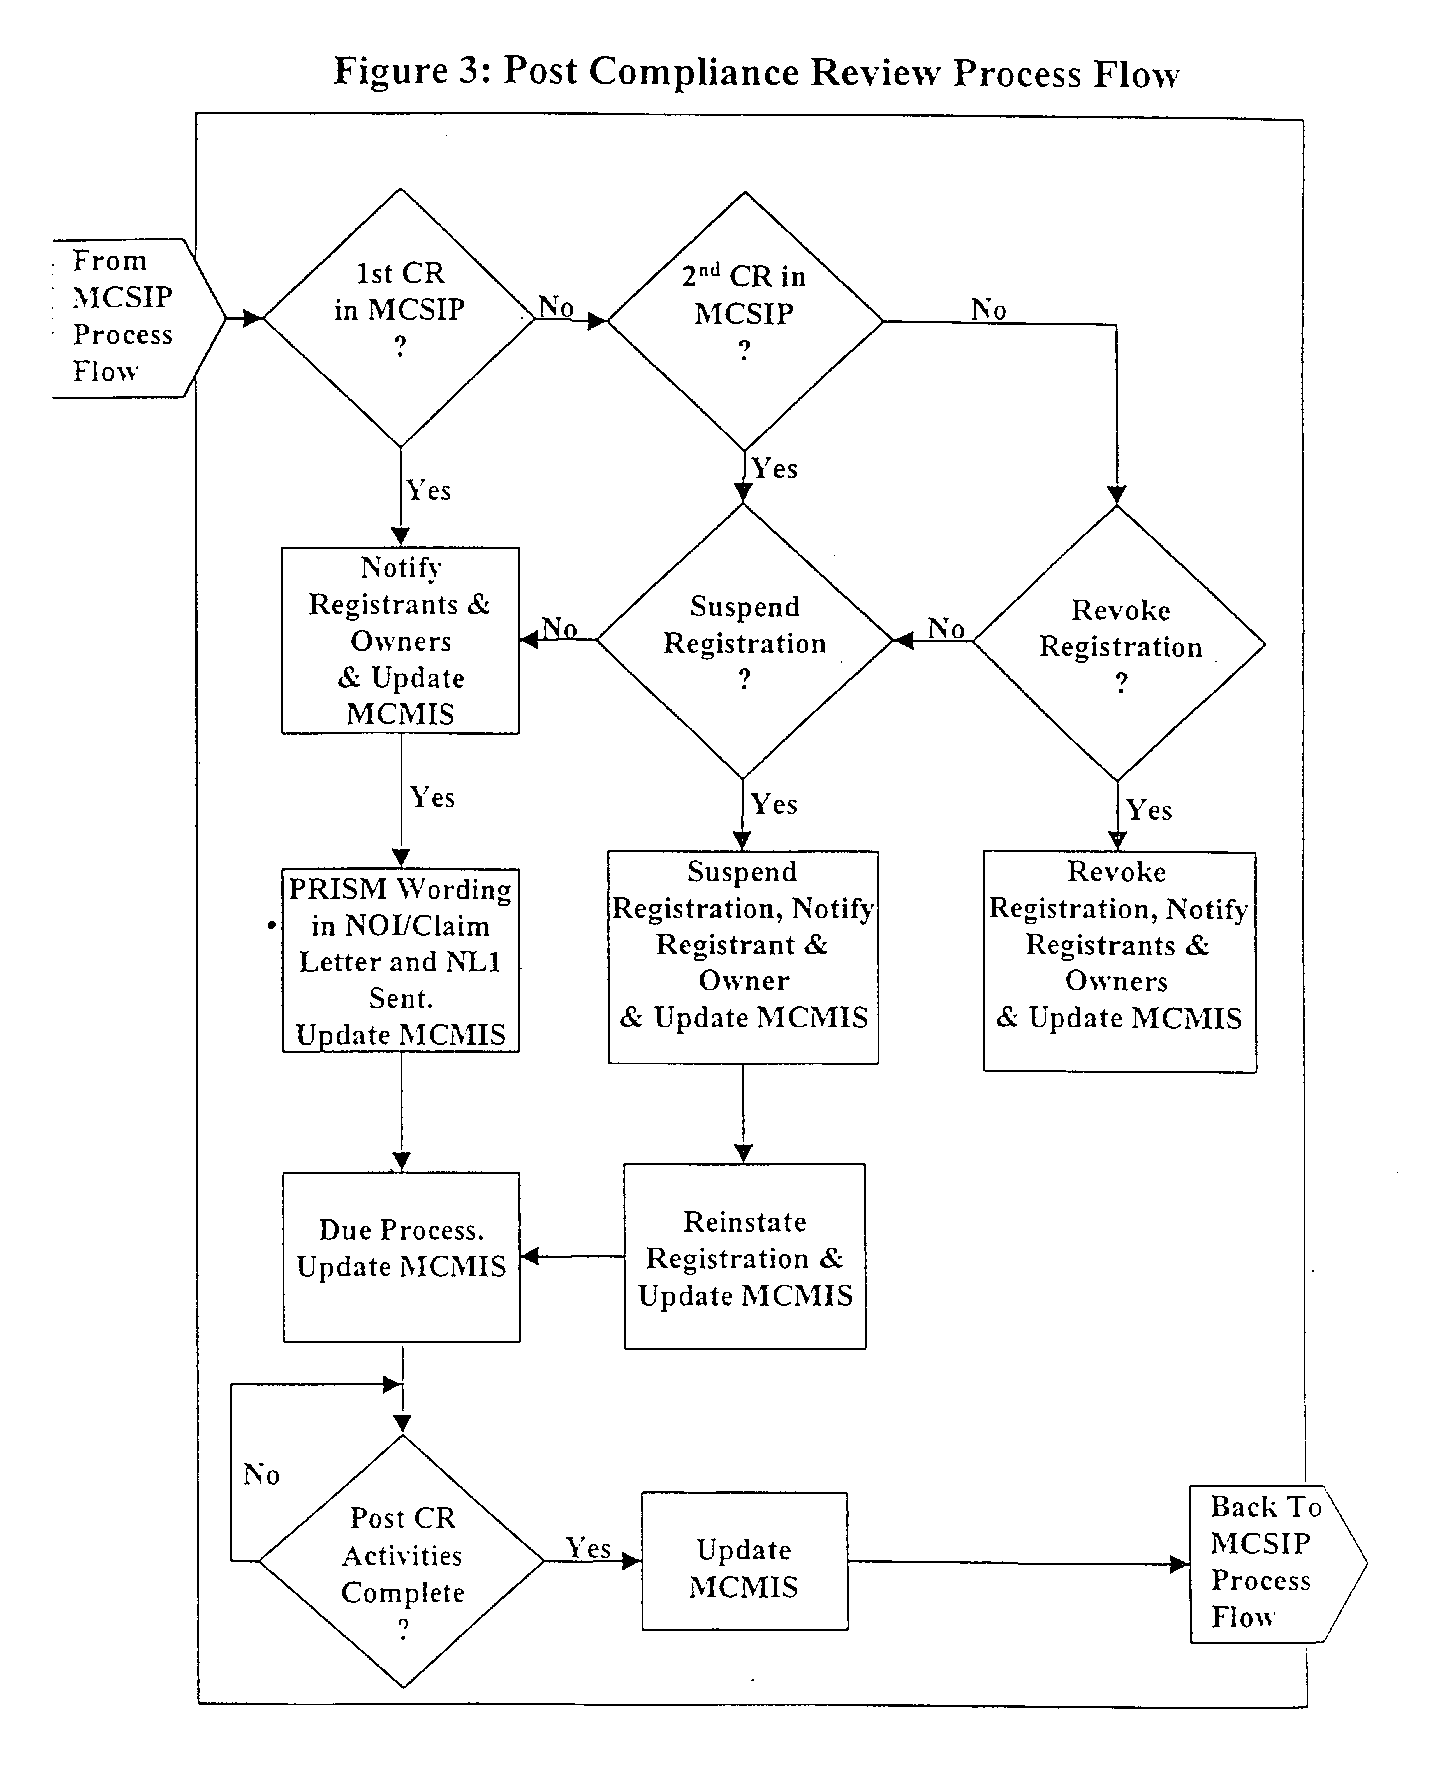 Figure 3: Post Compliance Review Process Flow
From
MCSIP
Process
Flow
1st CR
in MCSIP
?
No
2nd CR in
MCSIP
?
No
Yes
Yes
Notify
Registrants &
Owners
& Update
MCMIS
No
Suspend
Registration
?
No
Revoke
Registration
?
Yes
Yes
Yes
PRISM Wording
in NOI/Claim
Letter and NL1
Sent.
Update MCMIS
Suspend
Registration, Notify
Registrant &
Owner
& Update MCMIS
Revoke
Registration, Notify
Registrants &
Owners
& Update MCMIS
Due Process.
Update MCMIS
Reinstate
Registration &
Update MCMIS
No
Post CR
Activities
Complete
?
Yes
Update
MCMIS
Back To
MCSIP
Process
Flow